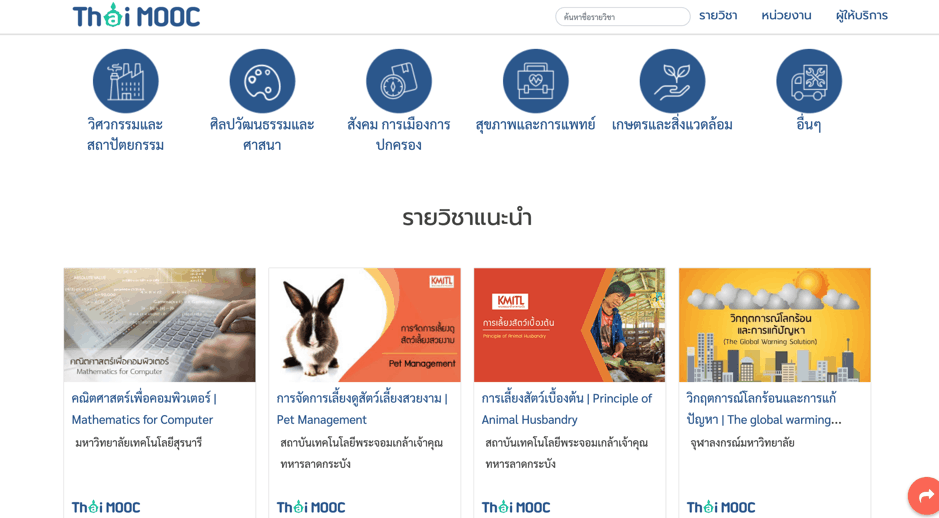 Thai MOOC
ค้นหาชื่อรายวิชา
รายวิชา
หน่วยงาน
ผู้ให้บริการ
วิศวกรรมและ
สถาปัตยกรรม
ศิลปวัฒนธรรมและ
ศาสนา
สังคม การเมืองการ
ปกครอง
สุขภาพและการแพทย์
เกษตรและสิ่งแวดล้อม
อื่นๆ
รายวิชาแนะนำ
คณิตศาสตร์เพื่อคอมพิวเตอร์
Mathematics for Computer
คณิตศาสตร์เพื่อคอมพิวเตอร์ |
Mathematics for Computer
มหาวิทยาลัยเทคโนโลยีสุรนารี
Thai MOOC
KMITL
การจัดการเลี้ยงดู
สัตว์เลี้ยงสวยงาม
Pet Management
การจัดการเลี้ยงดูสัตว์เลี้ยงสวยงาม |
Pet Management
สถาบันเทคโนโลยีพระจอมเกล้าเจ้าคุณ
ทหารลาดกระบัง
Thai MOOC
KMITL
การเลี้ยงสัตว์เบื้องต้น
Principle of Animal Husbandry
การเลี้ยงสัตว์เบื้องต้น | Principle of
Animal Husbandry
สถาบันเทคโนโลยีพระจอมเกล้าเจ้าคุณ
ทหารลาดกระบัง
Thai MOOC
วิกฤตการณ์โลกร้อน
และการแก้ปัญหา
(The Global Warming Solution)
วิกฤตการณ์โลกร้อนและการแก้
ปัญหา | The global warming...
จุฬาลงกรณ์มหาวิทยาลัย
Thai MOOC